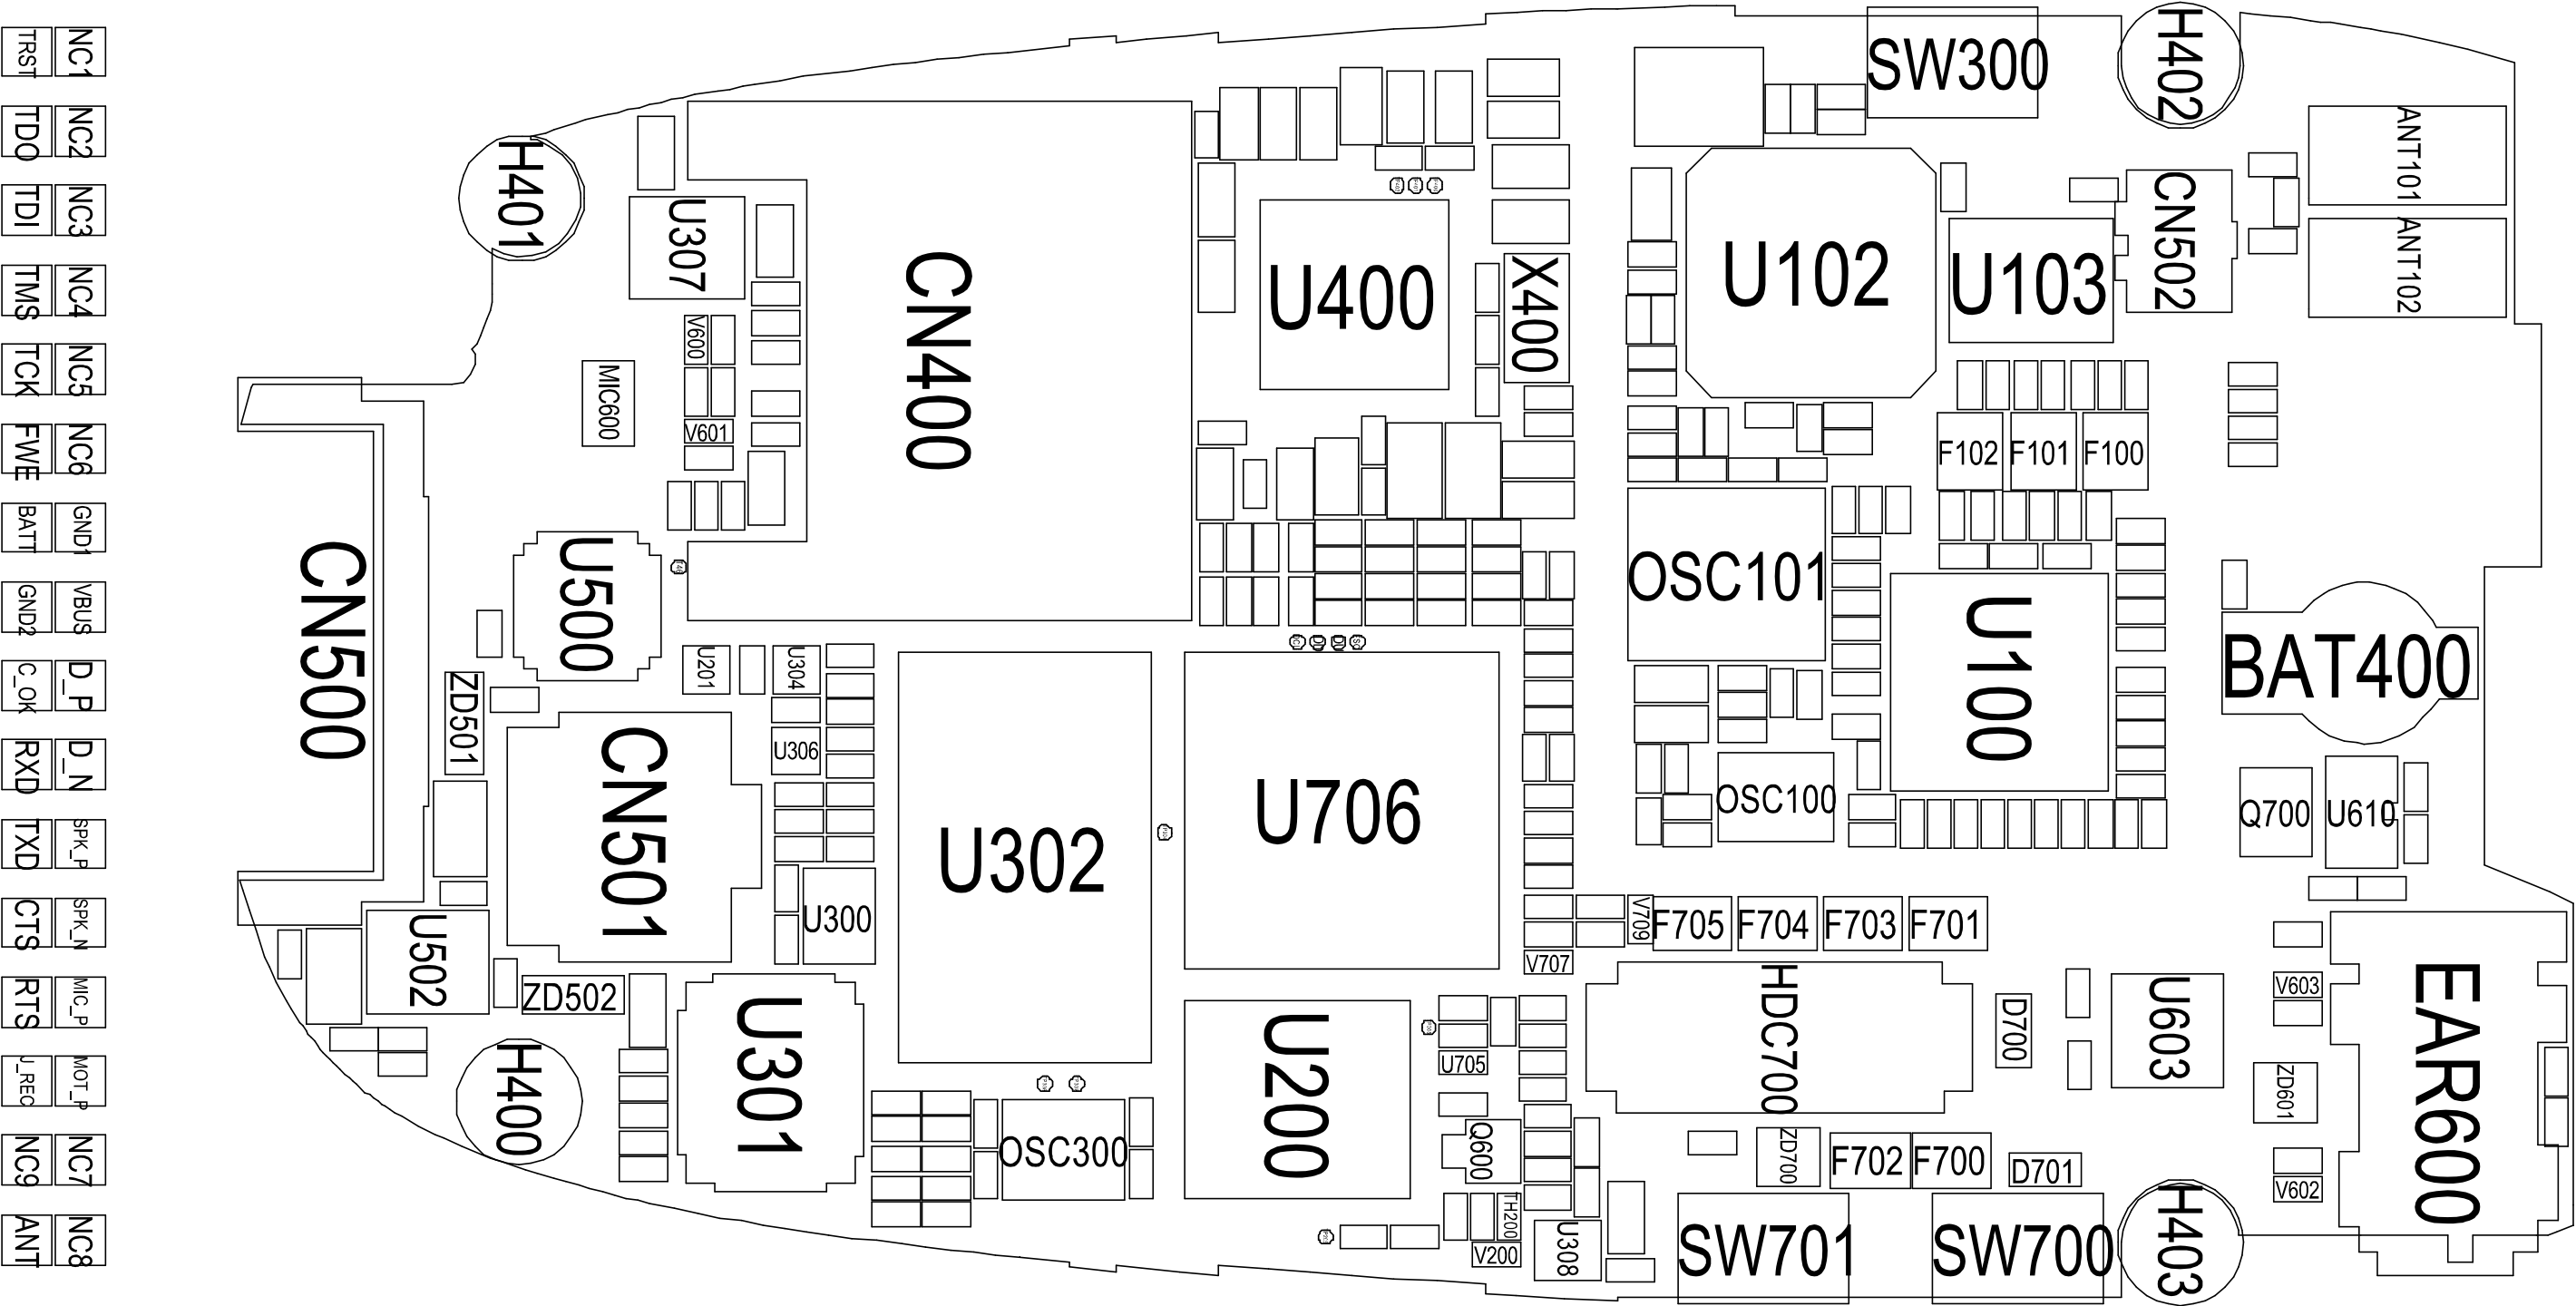 TRST NC1
TDO NC2
TDI NC3
TMS NC4
TCK NC5
FWE NC6
BATT GND1
GND2 VBUS
C_OK D_P
RXD D_N
TXD SPK_P
CTS SPK_N
RTS MIC_P
J_REC MOT_P
NC9 NC7
ANT NC8
H401
U307
V600
MIC600
V601
CN400
U400
X400
SW300
H402
U102
U103
CN502
ANT101
ANT102
F102
F101
F100
OSC101
U100
OSC100
BAT400
Q700
U610
CN500
U500
U201
U304
ZD501
U306
CN501
U300
U302
U706
U502
ZD502
H400
U301
OSC300
U200
V709
F705
F704
F703
F701
V707
HDC700
D700
U603
V603
EAR600
U705
ZD601
Q600
ZD700
F702
F700
D701
V602
TH200
V200
U308
SW701
SW700
H403